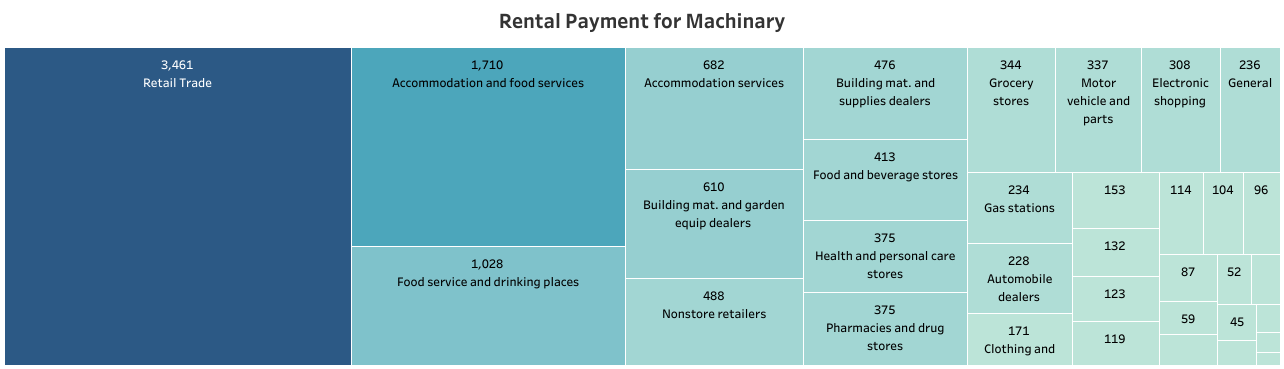 Rental Payment for Machinary
3,461
Retail Trade
1,710
Accommodation and food services
1,028
Food service and drinking places
682
Accommodation services
610
Building mat. and garden
equip dealers
488
Nonstore retailers
476
Building mat. and
supplies dealers
413
Food and beverage stores
375
Health and personal care
stores
375
Pharmacies and drug
stores
344
Grocery
stores
337
Motor
vehicle and
parts
308
Electronic
shopping
236
General
234
Gas stations
228
Automobile
dealers
171
Clothing and
153
132
123
119
114
104
96
87
59
52
45